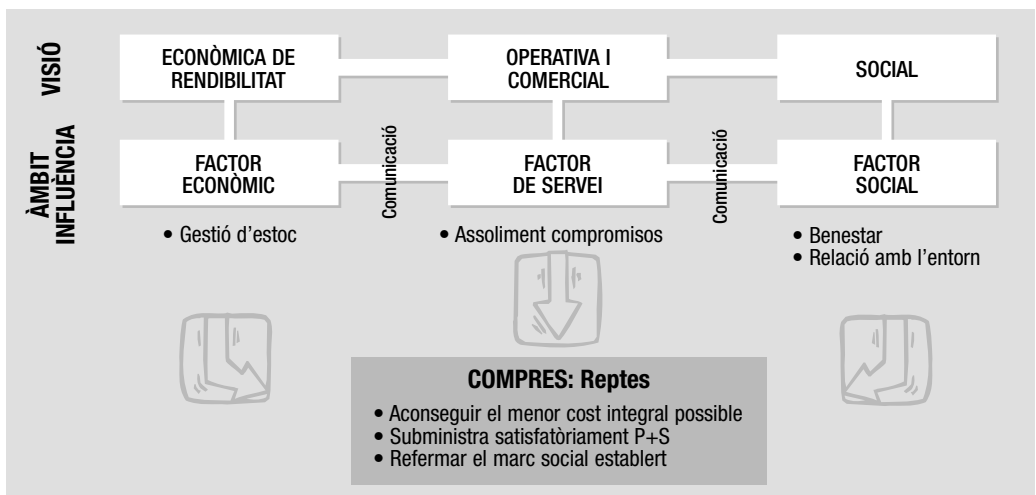 VISIÓ
ECONÒMICA DE
RENDIBILITAT
OPERATIVA I
COMERCIAL
SOCIAL
ÀMBIT
INFLUÈNCIA
FACTOR
ECONÒMIC
Comunicació
FACTOR
DE SERVEI
Comunicació
FACTOR
SOCIAL
• Gestió d’estoc
• Assoliment compromisos
• Benestar
• Relació amb l’entorn
COMPRES: Reptes
• Aconseguir el menor cost integral possible
• Subministra satisfatòriament P+S
• Refermar el marc social establert